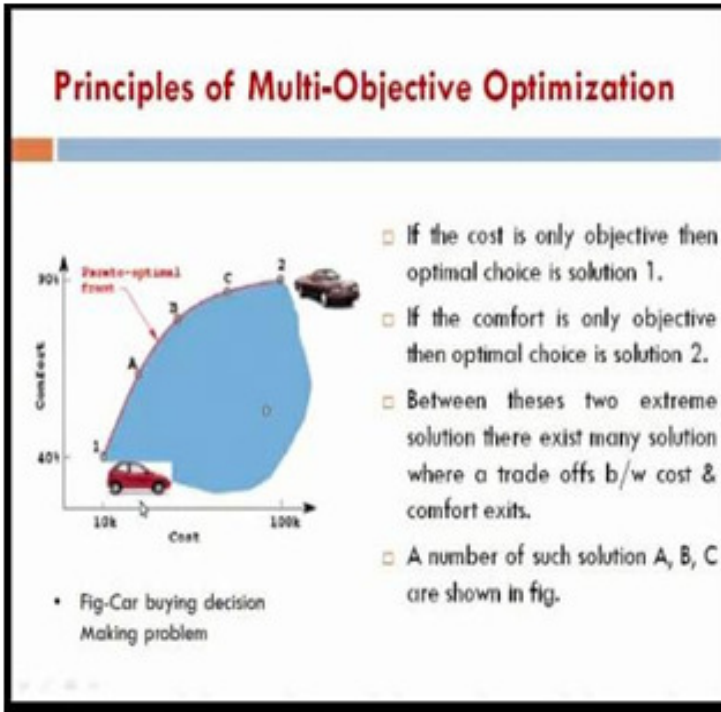 Principles of Multi-Objective Optimization
If the cost is only objective then
optimal choice is solution 1.
If the comfort is only objective
then optimal choice is solution 2.
Between theses two extreme
solution there exist many solution
where a trade offs b/w cost &
comfort exits.
A number of such solution A, B, C
are shown in fig.
90%
Pareto-optimal
front
C
2
B
A
Comfort
D
1
40%
10k
100k
Cost
• Fig-Car buying decision
Making problem